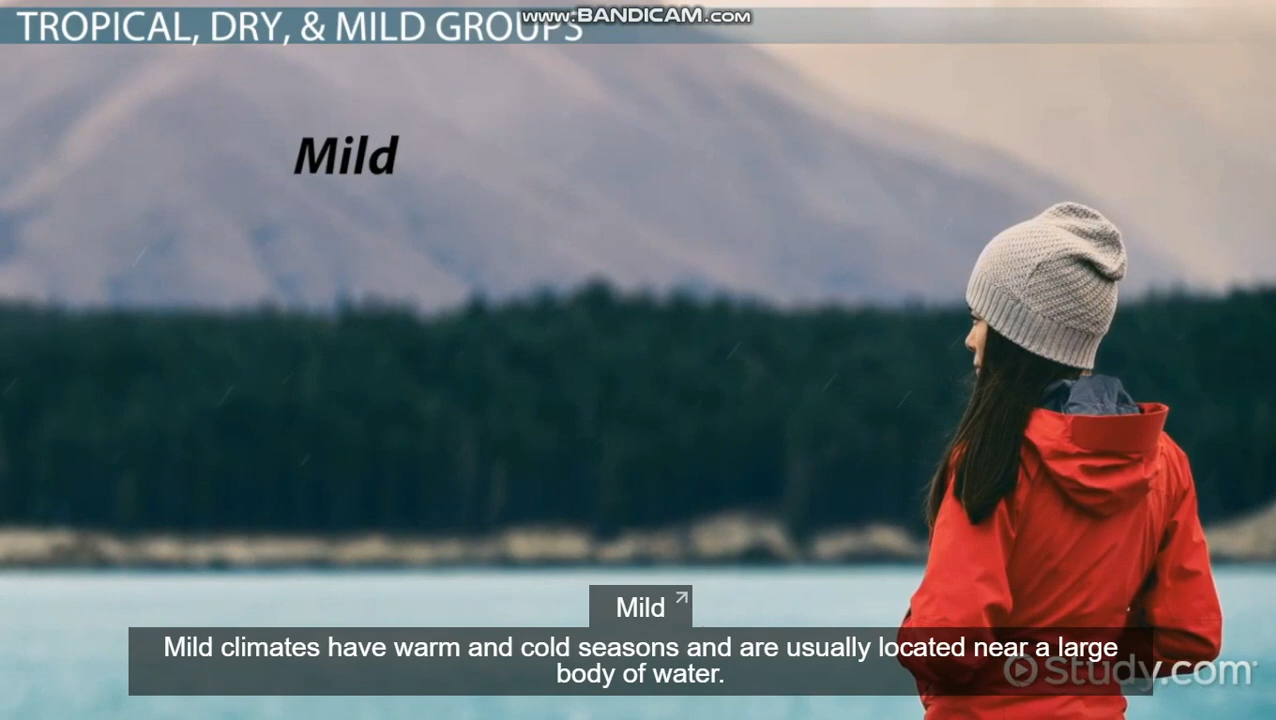 www.BANDICAM.com
TROPICAL, DRY, & MILD GROUPS
Mild
Mild
Mild climates have warm and cold seasons and are usually located near a large
body of water.
Study.com